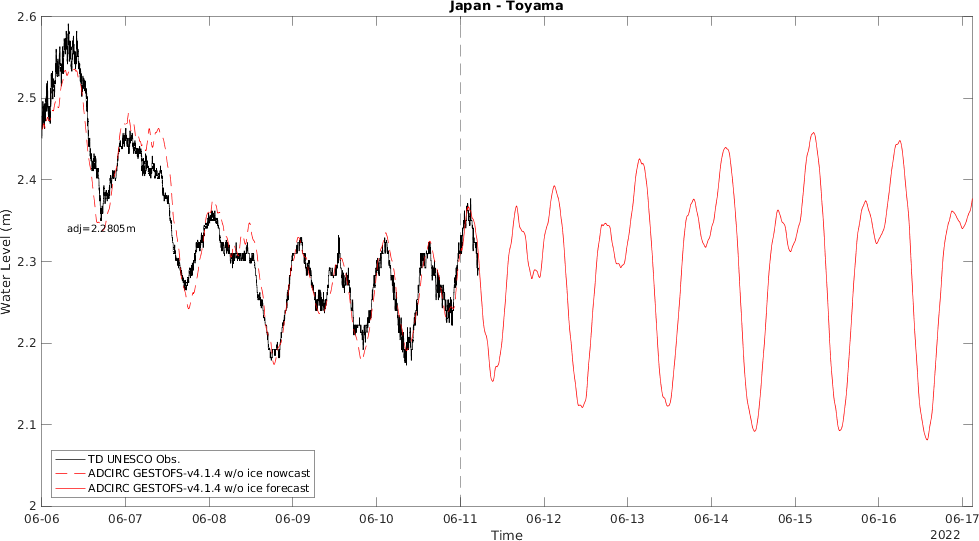 Japan - Toyama
2.6
2.5
2.4
2.3
2.2
2.1
2
Water Level (m)
adj=2.2805m
TD UNESCO Obs.
ADCIRC GESTOFS-v4.1.4 w/o ice nowcast
ADCIRC GESTOFS-v4.1.4 w/o ice forecast
06-06 06-07 06-08 06-09 06-10 06-11 06-12 06-13 06-14 06-15 06-16 06-17
Time
2022